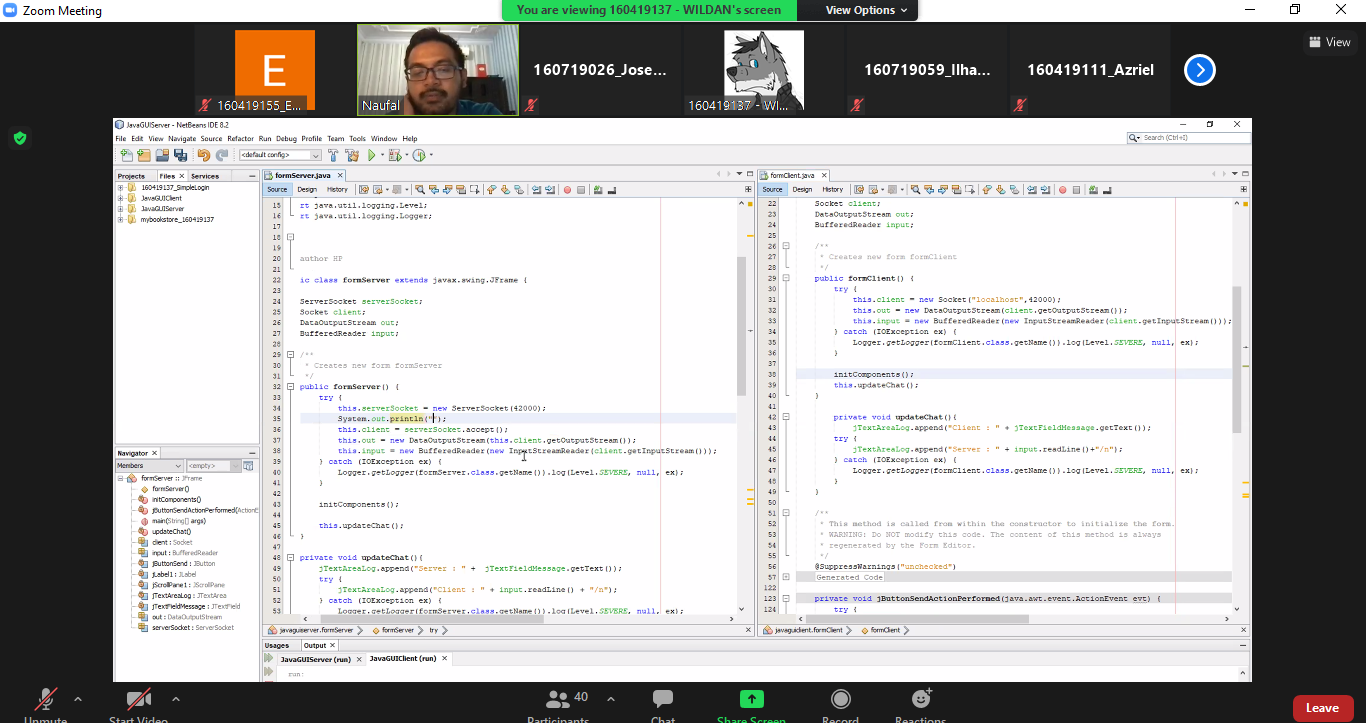 Zoom Meeting
You are viewing 160419137 - WILDAN's screen
View Options
View
E
160419155_E...
Naufal
160719026_Jose...
160419137 - WI...
160719059_Ilha...
160419111_Azriel
JavaGUIServer - NetBeans IDE 8.2
File Edit View Navigate Source Refactor Run Debug Profile Team Tools Window Help
Search (Ctrl+I)
<default config>
Projects Files Services
160419137_SimpleLogin
JavaGUIClient
JavaGUIServer
mybookstore_160419137
Navigator
Members <empty>
formServer :: JFrame
formServer()
initComponents()
jButtonSendActionPerformed(ActionE
main(String[] args)
updateChat()
client : Socket
input : BufferedReader
jButtonSend : JButton
jLabel1 : JLabel
jScrollPane1 : JScrollPane
jTextAreaLog : JTextArea
jTextFieldMessage : JTextField
out : DataOutputStream
serverSocket : ServerSocket
formServer.java
Source Design History
15 rt java.util.logging.Level;
16 rt java.util.logging.Logger;
17
18
19
20 author HP
21
22 ic class formServer extends javax.swing.JFrame {
23
24 ServerSocket serverSocket;
25 Socket client;
26 DataOutputStream out;
27 BufferedReader input;
28
29 /**
30 * Creates new form formServer
31 */
32 public formServer() {
33 try {
34 this.serverSocket = new ServerSocket(42000);
35 System.out.println("");
36 this.client = serverSocket.accept();
37 this.out = new DataOutputStream(this.client.getOutputStream());
38 this.input = new BufferedReader(new InputStreamReader(client.getInputStream()));
39 } catch (IOException ex) {
40 Logger.getLogger(formServer.class.getName()).log(Level.SEVERE, null, ex);
41 }
42
43 initComponents();
44
45 this.updateChat();
46 }
47
48 private void updateChat(){
49 jTextAreaLog.append("Server : " + jTextFieldMessage.getText());
50 try {
51 jTextAreaLog.append("Client : " + input.readLine() + "/n");
52 } catch (IOException ex) {
53 Logger.getLogger(formServer.class.getName()).log(Level.SEVERE, null, ex);
javaguiserver.formServer formServer try
formClient.java
Source Design History
22 Socket client;
23 DataOutputStream out;
24 BufferedReader input;
25
26 /**
27 * Creates new form formClient
28 */
29 public formClient() {
30 try {
31 this.client = new Socket("localhost",42000);
32 this.out = new DataOutputStream(client.getOutputStream());
33 this.input = new BufferedReader(new InputStreamReader(client.getInputStream()));
34 } catch (IOException ex) {
35 Logger.getLogger(formClient.class.getName()).log(Level.SEVERE, null, ex);
36 }
37
38 initComponents();
39 this.updateChat();
40 }
41
42 private void updateChat(){
43 jTextAreaLog.append("Client : " + jTextFieldMessage.getText());
44 try {
45 jTextAreaLog.append("Server : " + input.readLine()+"/n");
46 } catch (IOException ex) {
47 Logger.getLogger(formClient.class.getName()).log(Level.SEVERE, null, ex);
48 }
49 }
50
51 /**
52 * This method is called from within the constructor to initialize the form.
53 * WARNING: Do NOT modify this code. The content of this method is always
54 * regenerated by the Form Editor.
55 */
56 @SuppressWarnings("unchecked")
57 Generated Code
122
123 private void jButtonSendActionPerformed(java.awt.event.ActionEvent evt) {
124 try {
javaguiclient.formClient formClient
Usages Output
JavaGUIServer (run) JavaGUIClient (run)
run:
Unmute
Start Video
40
Participants
Chat
Share Screen
Record
Reactions
Leave